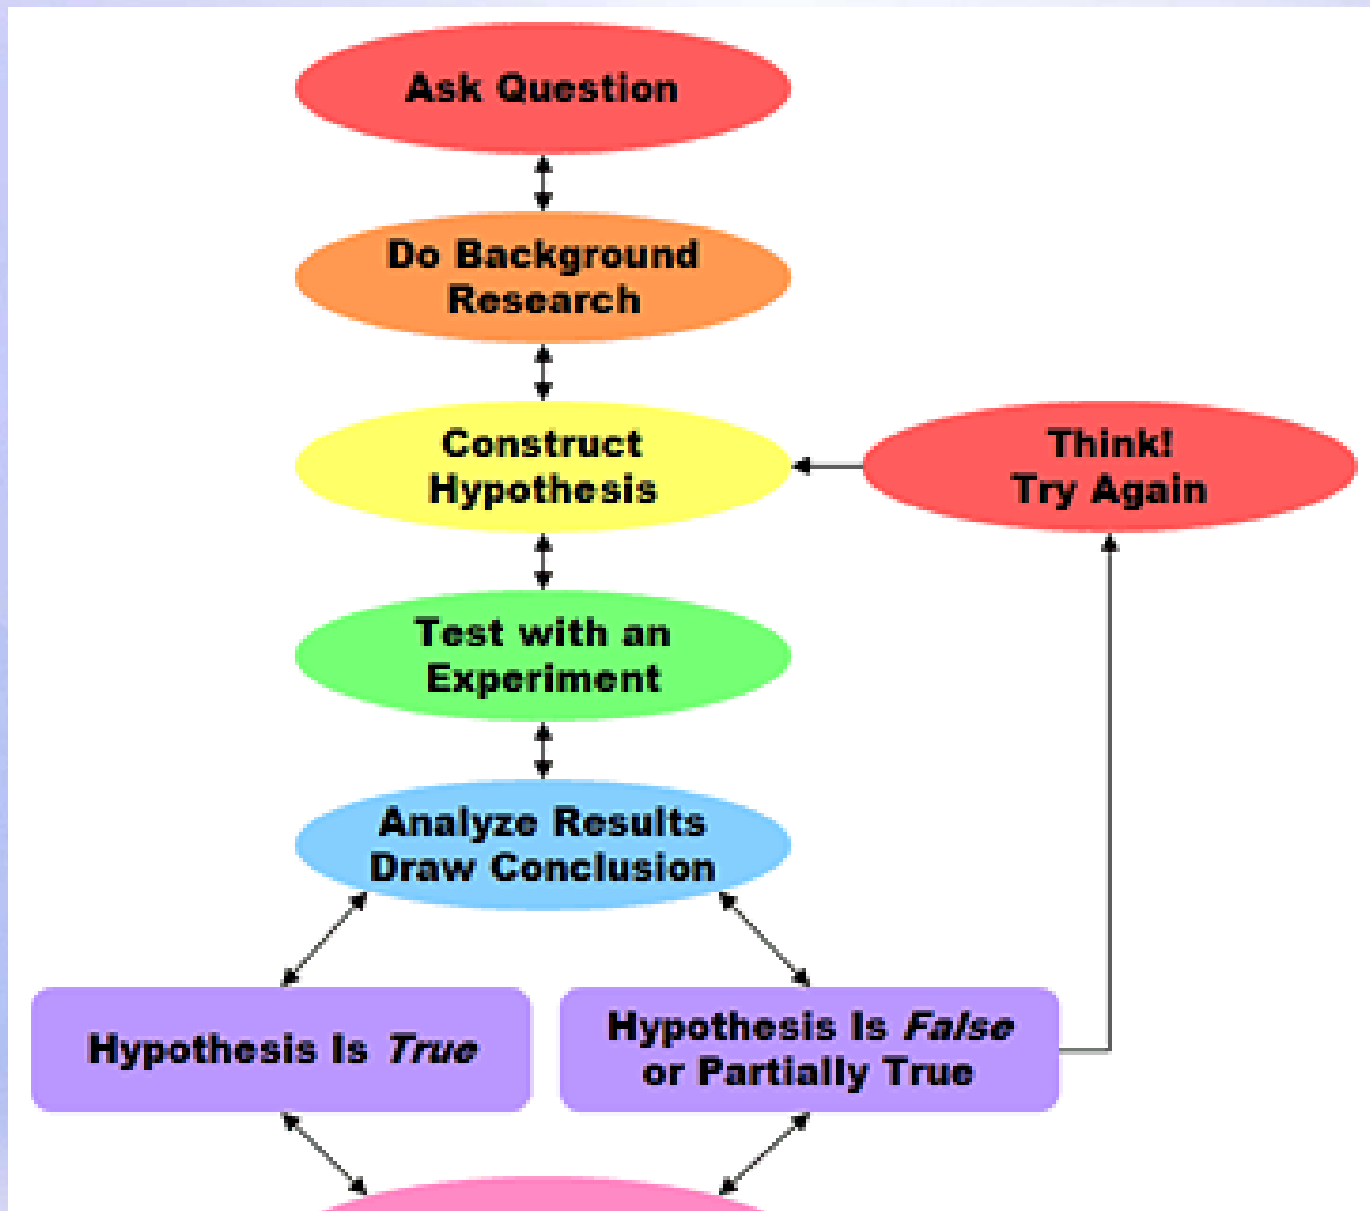 Ask Question
Do Background
Research
Construct
Hypothesis
Think!
Try Again
Test with an
Experiment
Analyze Results
Draw Conclusion
Hypothesis Is True
Hypothesis Is False
or Partially True